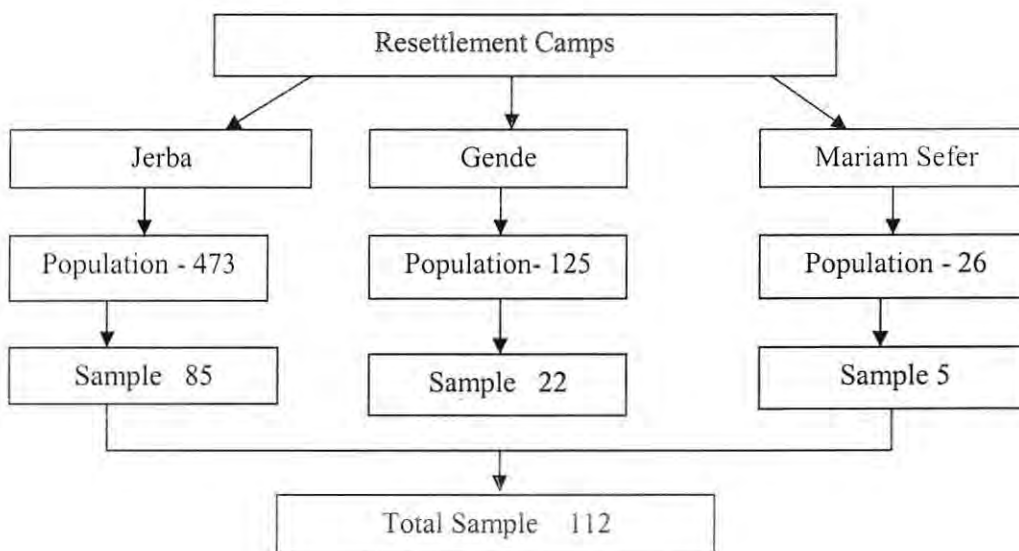 Resettlement Camps
Jerba
Gende
Mariam Sefer
Population - 473
Population- 125
Population - 26
Sample 85
Sample 22
Sample 5
Total Sample 112